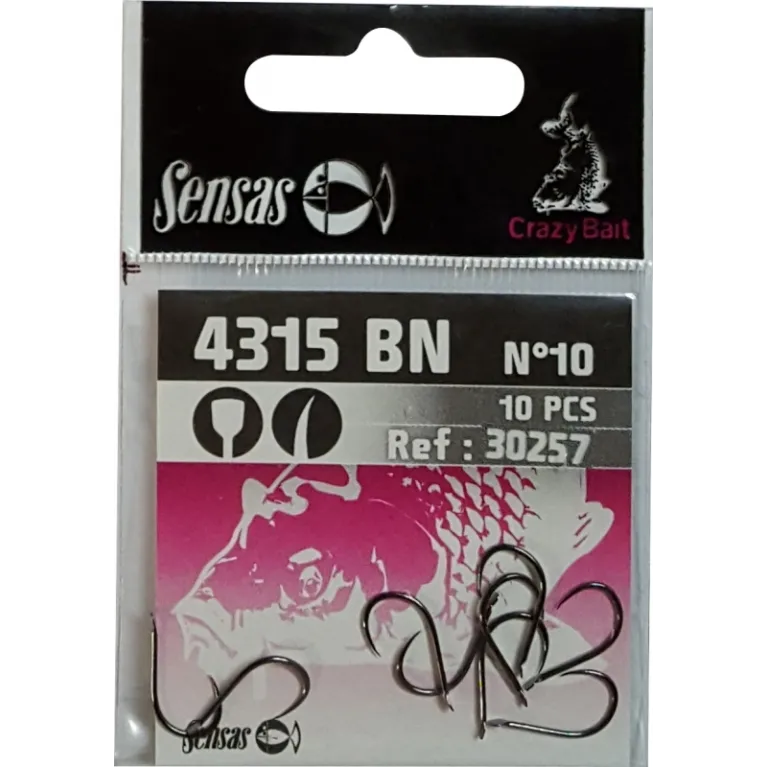 Sensas
Crazy Bait
4315 BN N°10
10 PCS
Ref : 30257
Sensas